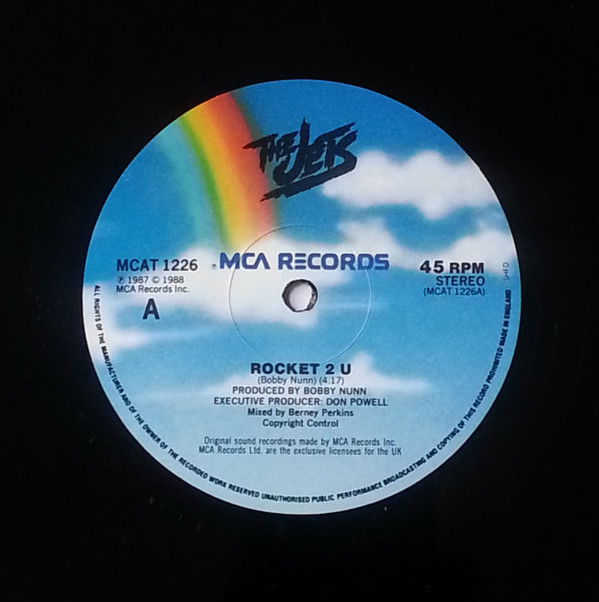 THE JETS
MCA RECORDS
MCAT 1226
℗ 1987 © 1988
MCA Records Inc.
A
45 RPM
STEREO
(MCAT 1226A)
ROCKET 2 U
(Bobby Nunn) (4.17)
PRODUCED BY BOBBY NUNN
EXECUTIVE PRODUCER: DON POWELL
Mixed by Berney Perkins
Copyright Control
Original sound recordings made by MCA Records Inc.
MCA Records Ltd. are the exclusive licensees for the UK
ALL RIGHTS OF THE MANUFACTURER AND OF THE OWNER OF THE RECORDED WORK RESERVED UNAUTHORISED PUBLIC PERFORMANCE BROADCASTING AND COPYING OF THIS RECORD PROHIBITED MADE IN ENGLAND